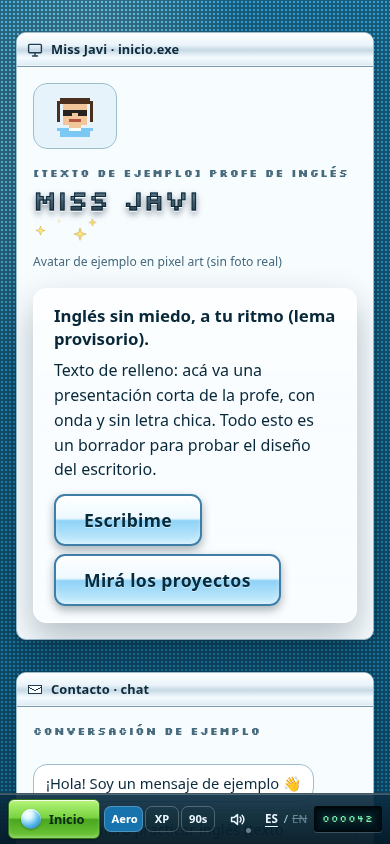 Miss Javi · inicio.exe
[TEXTO DE EJEMPLO] PROFE DE INGLÉS
MISS JAVI
Avatar de ejemplo en pixel art (sin foto real)
Inglés sin miedo, a tu ritmo (lema
provisorio).
Texto de relleno: acá va una
presentación corta de la profe, con
onda y sin letra chica. Todo esto es
un borrador para probar el diseño
del escritorio.
Escribime
Mirá los proyectos
Contacto · chat
CONVERSACIÓN DE EJEMPLO
¡Hola! Soy un mensaje de ejemplo 👋
Inicio Aero XP 90s ES / EN 000042